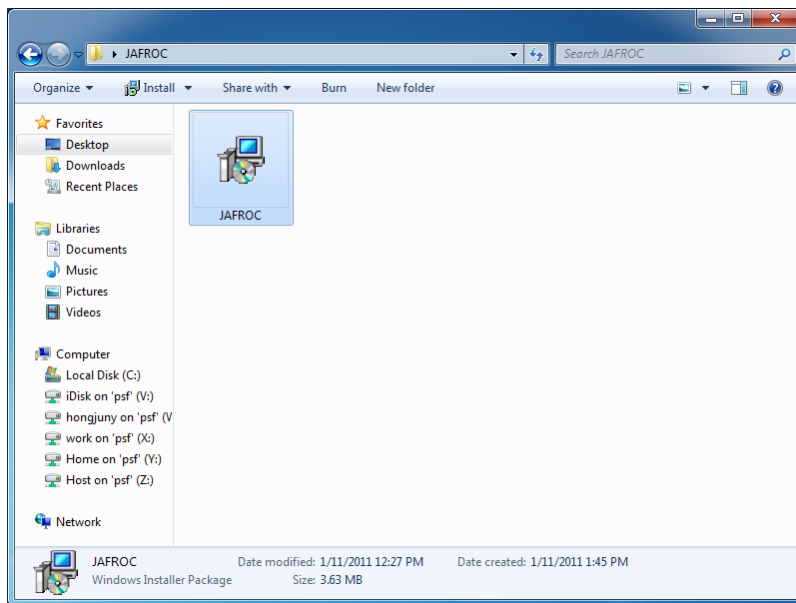 JAFROC
Search JAFROC
Organize
Install
Share with
Burn
New folder
Favorites
Desktop
Downloads
Recent Places
Libraries
Documents
Music
Pictures
Videos
Computer
Local Disk (C:)
iDisk on 'psf' (V:)
hongjuny on 'psf' (W
work on 'psf' (X:)
Home on 'psf' (Y:)
Host on 'psf' (Z:)
Network
JAFROC
JAFROC Date modified: 1/11/2011 12:27 PM Date created: 1/11/2011 1:45 PM
Windows Installer Package Size: 3.63 MB